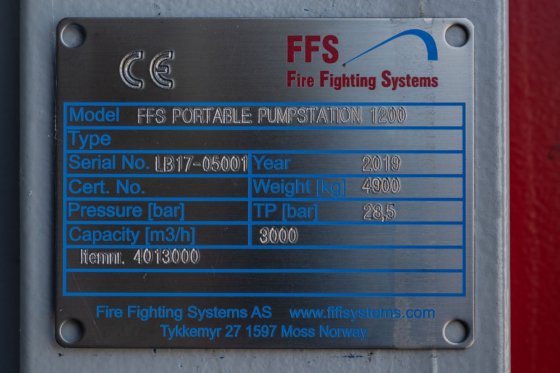 CE
FFS
Fire Fighting Systems
Model FFS PORTABLE PUMPSTATION 1200
Type
Serial No. LB17-05001 Year 2019
Cert. No. Weight [kg] 4900
Pressure [bar] TP [bar] 28,5
Capacity [m3/h] 3000
Itemnr. 4013000
Fire Fighting Systems AS www.fiffsystems.com
Tykkemyr 27 1597 Moss Norway